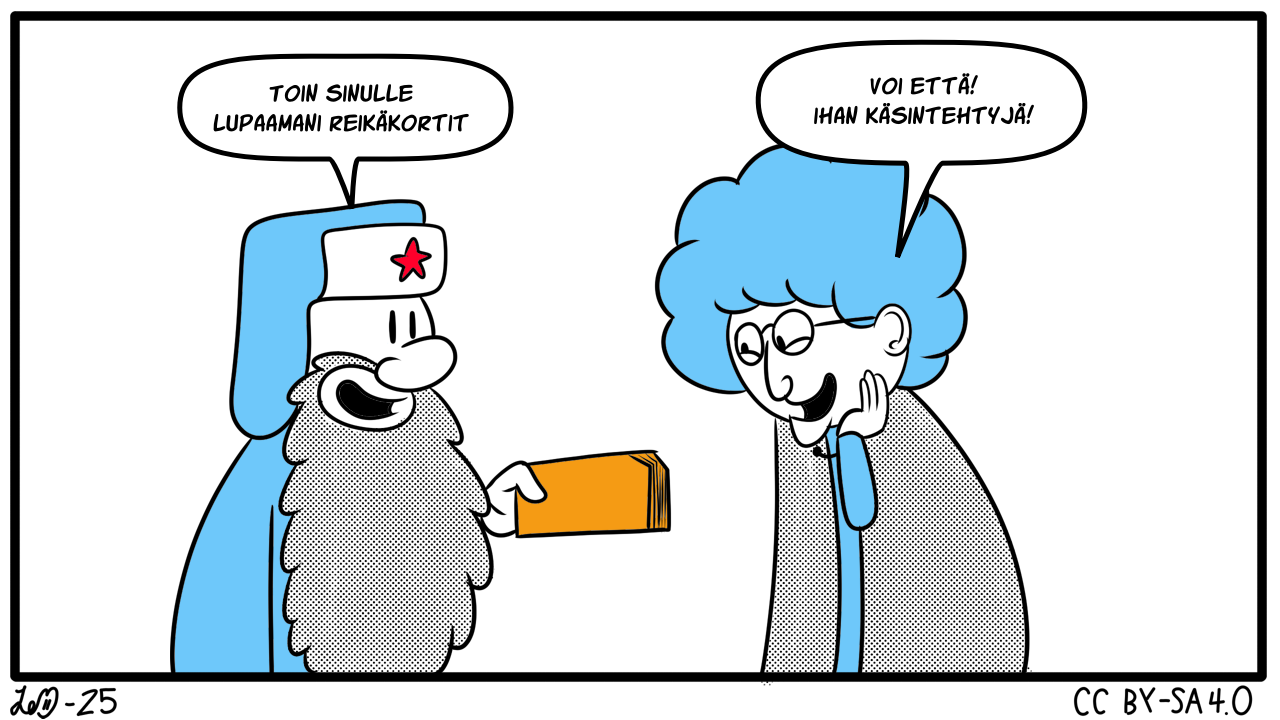 TOIN SINULLE
LUPAAMANI REIKÄKORTIT
VOI ETTÄ!
IHAN KÄSINTEHTYJÄ!
-25
CC BY-SA 4.0